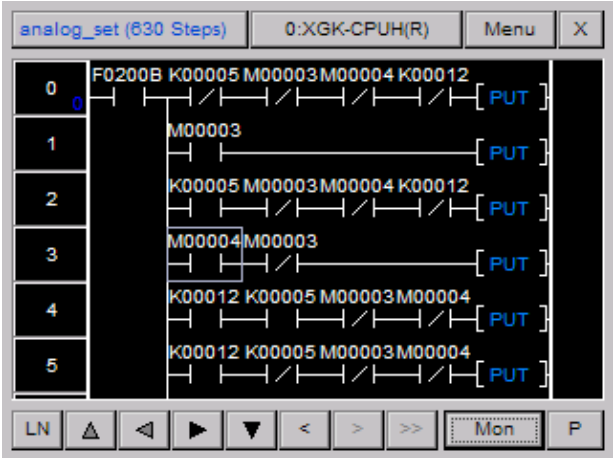 analog_set (630 Steps) 0:XGK-CPUH(R) Menu X
F0200B K00005 M00003 M00004 K00012
0 0 PUT
M00003
1 PUT
K00005 M00003 M00004 K00012
2 PUT
M00004 M00003
3 PUT
K00012 K00005 M00003 M00004
4 PUT
K00012 K00005 M00003 M00004
5 PUT
LN < > >> Mon P